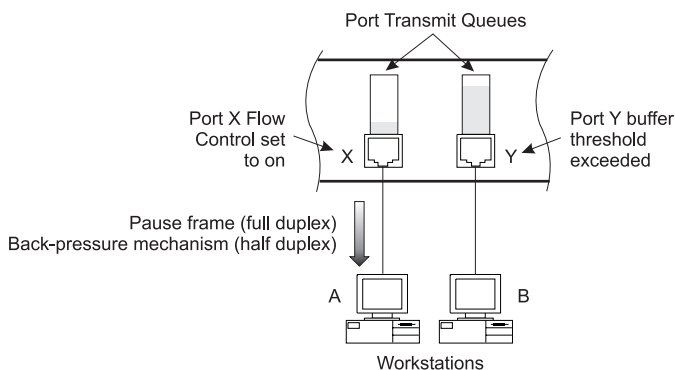 Port Transmit Queues
Port X Flow
Control set
to on
X
Y
Port Y buffer
threshold
exceeded
Pause frame (full duplex)
Back-pressure mechanism (half duplex)
A
B
Workstations